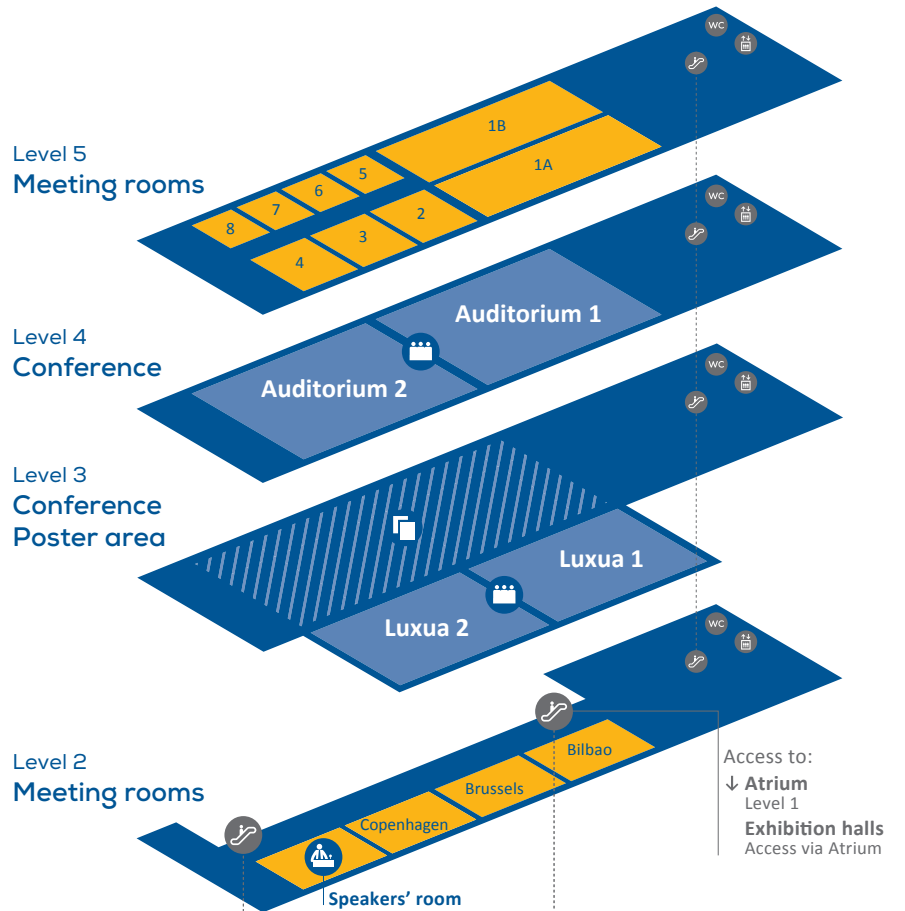 WC
1B
1A
5
6
7
8
2
3
4
Level 5
Meeting rooms
WC
Auditorium 1
Auditorium 2
Level 4
Conference
WC
Level 3
Conference
Poster area
Luxua 1
Luxua 2
WC
Bilbao
Brussels
Copenhagen
Level 2
Meeting rooms
Speakers’ room
Access to:
↓ Atrium
Level 1
Exhibition halls
Access via Atrium